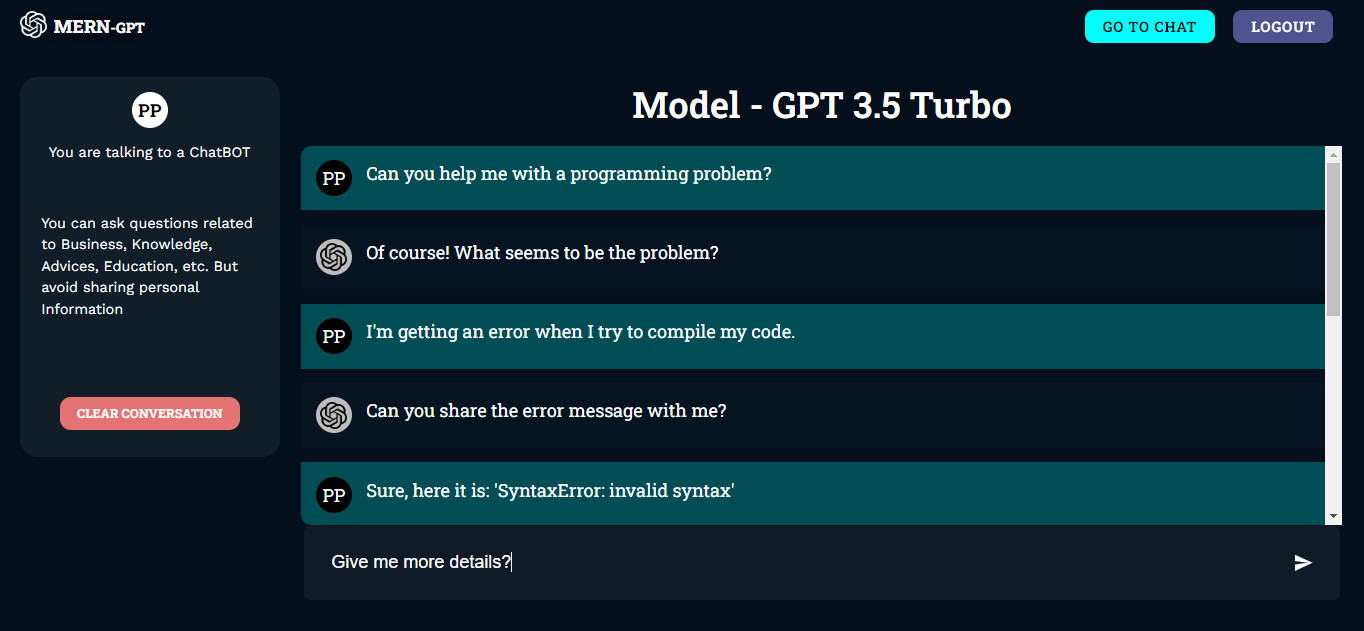 MERN-GPT
GO TO CHAT
LOGOUT
PP
You are talking to a ChatBOT
You can ask questions related
to Business, Knowledge,
Advices, Education, etc. But
avoid sharing personal
Information
CLEAR CONVERSATION
Model - GPT 3.5 Turbo
PP
Can you help me with a programming problem?
Of course! What seems to be the problem?
PP
I'm getting an error when I try to compile my code.
Can you share the error message with me?
PP
Sure, here it is: 'SyntaxError: invalid syntax'
Give me more details?